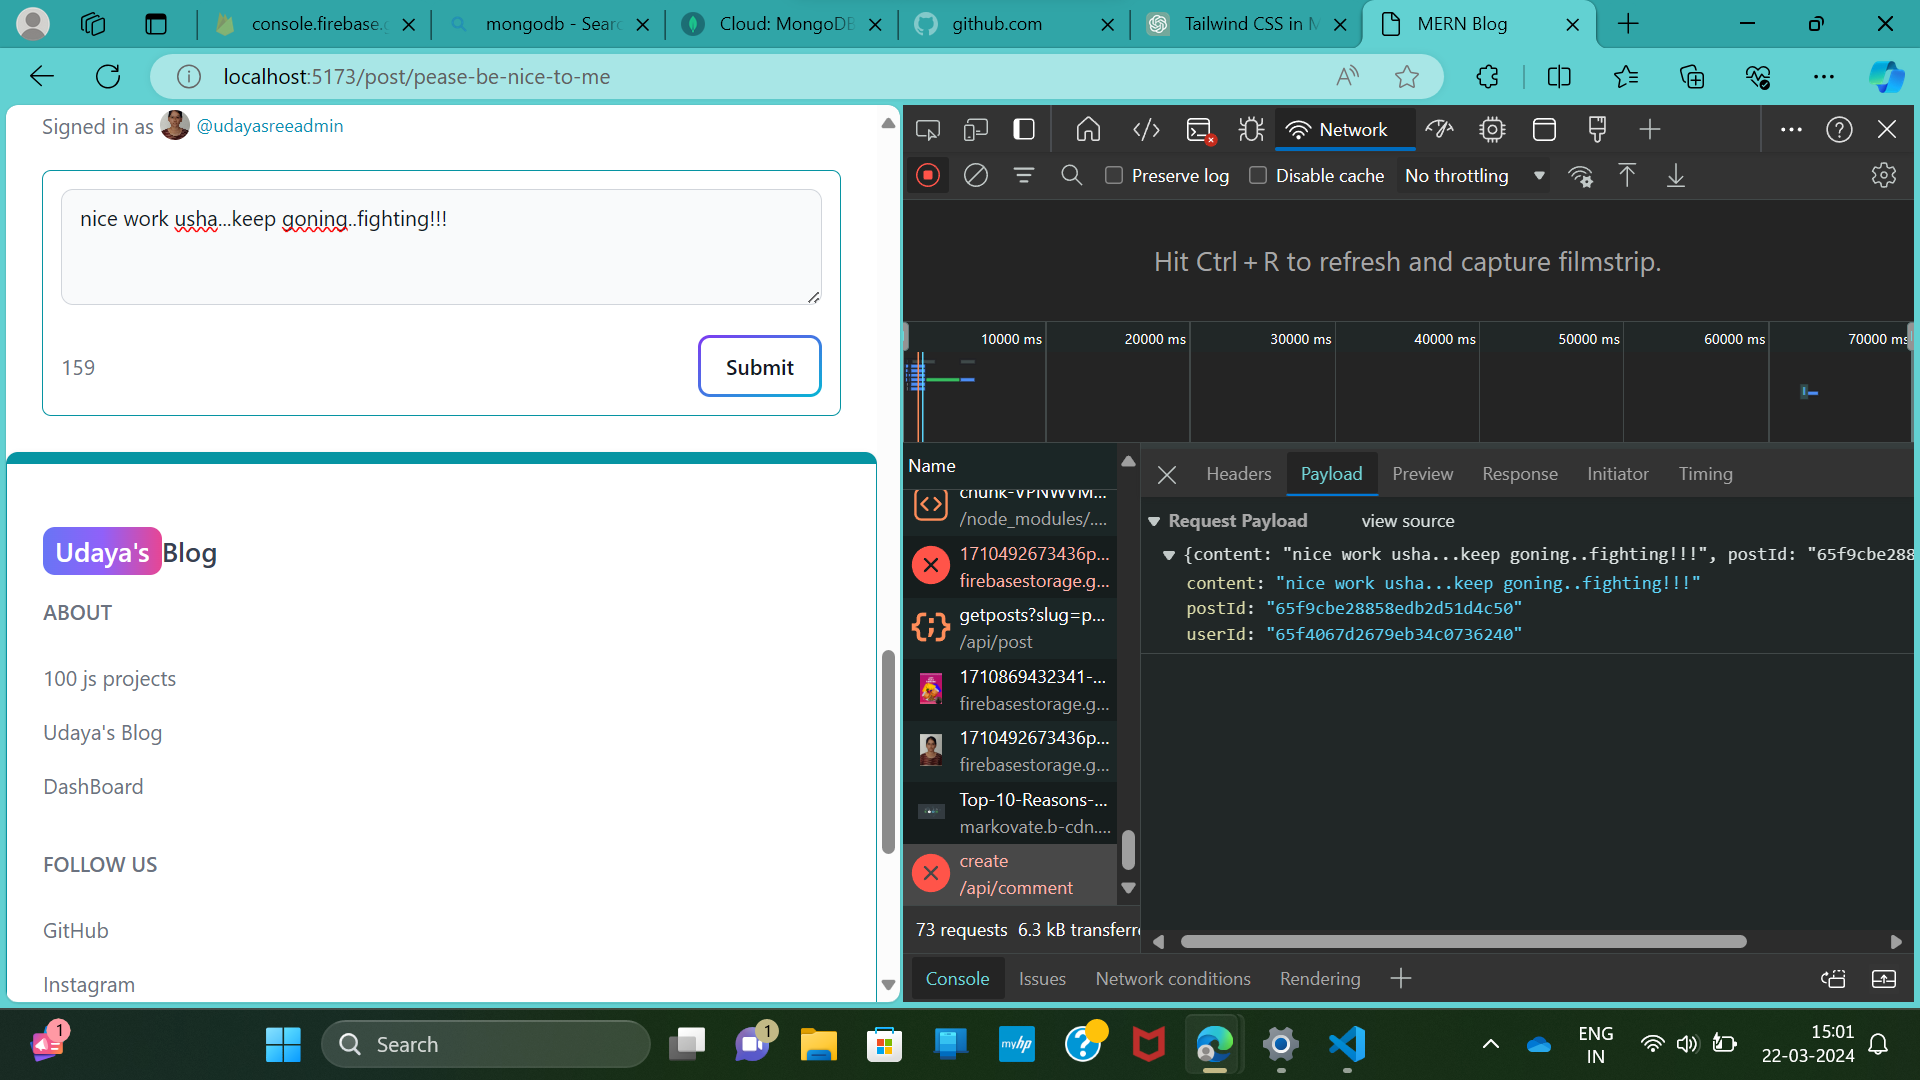 console.firebase.g
mongodb - Searc
Cloud: MongoDB
github.com
Tailwind CSS in M
MERN Blog
localhost:5173/post/pease-be-nice-to-me
Signed in as @udayasreeadmin
nice work usha...keep goning..fighting!!!
159
Submit
Udaya's Blog
ABOUT
100 js projects
Udaya's Blog
DashBoard
FOLLOW US
GitHub
Instagram
Network
Preserve log
Disable cache
No throttling
Hit Ctrl + R to refresh and capture filmstrip.
10000 ms 20000 ms 30000 ms 40000 ms 50000 ms 60000 ms 70000 ms
Name
chunk-VPNWVM...
/node_modules/....
1710492673436p...
firebasestorage.g...
getposts?slug=p...
/api/post
1710869432341-...
firebasestorage.g...
1710492673436p...
firebasestorage.g...
Top-10-Reasons-...
markovate.b-cdn....
create
/api/comment
73 requests 6.3 kB transferre
Headers Payload Preview Response Initiator Timing
Request Payload view source
{content: "nice work usha...keep goning..fighting!!!", postId: "65f9cbe288
content: "nice work usha...keep goning..fighting!!!"
postId: "65f9cbe28858edb2d51d4c50"
userId: "65f4067d2679eb34c0736240"
Console Issues Network conditions Rendering
1
Search
1
myhp
ENG
IN
15:01
22-03-2024